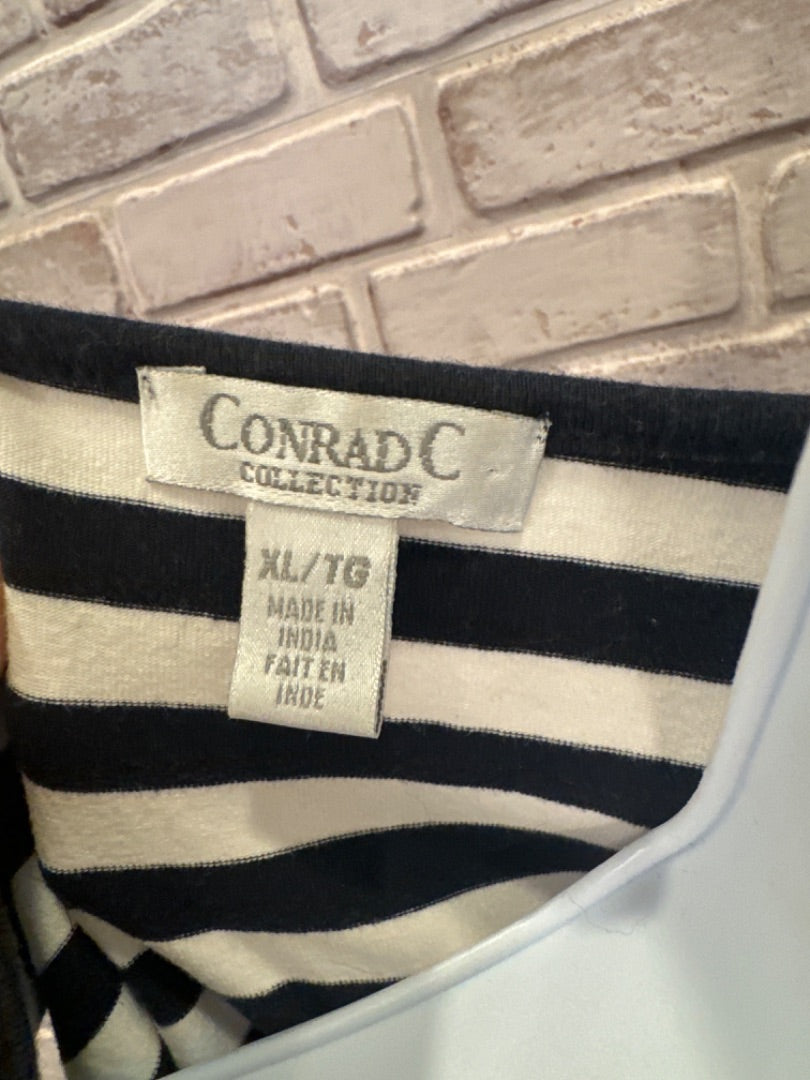 CONRAD C
COLLECTION
XL/TG
MADE IN
INDIA
FAIT EN
INDE